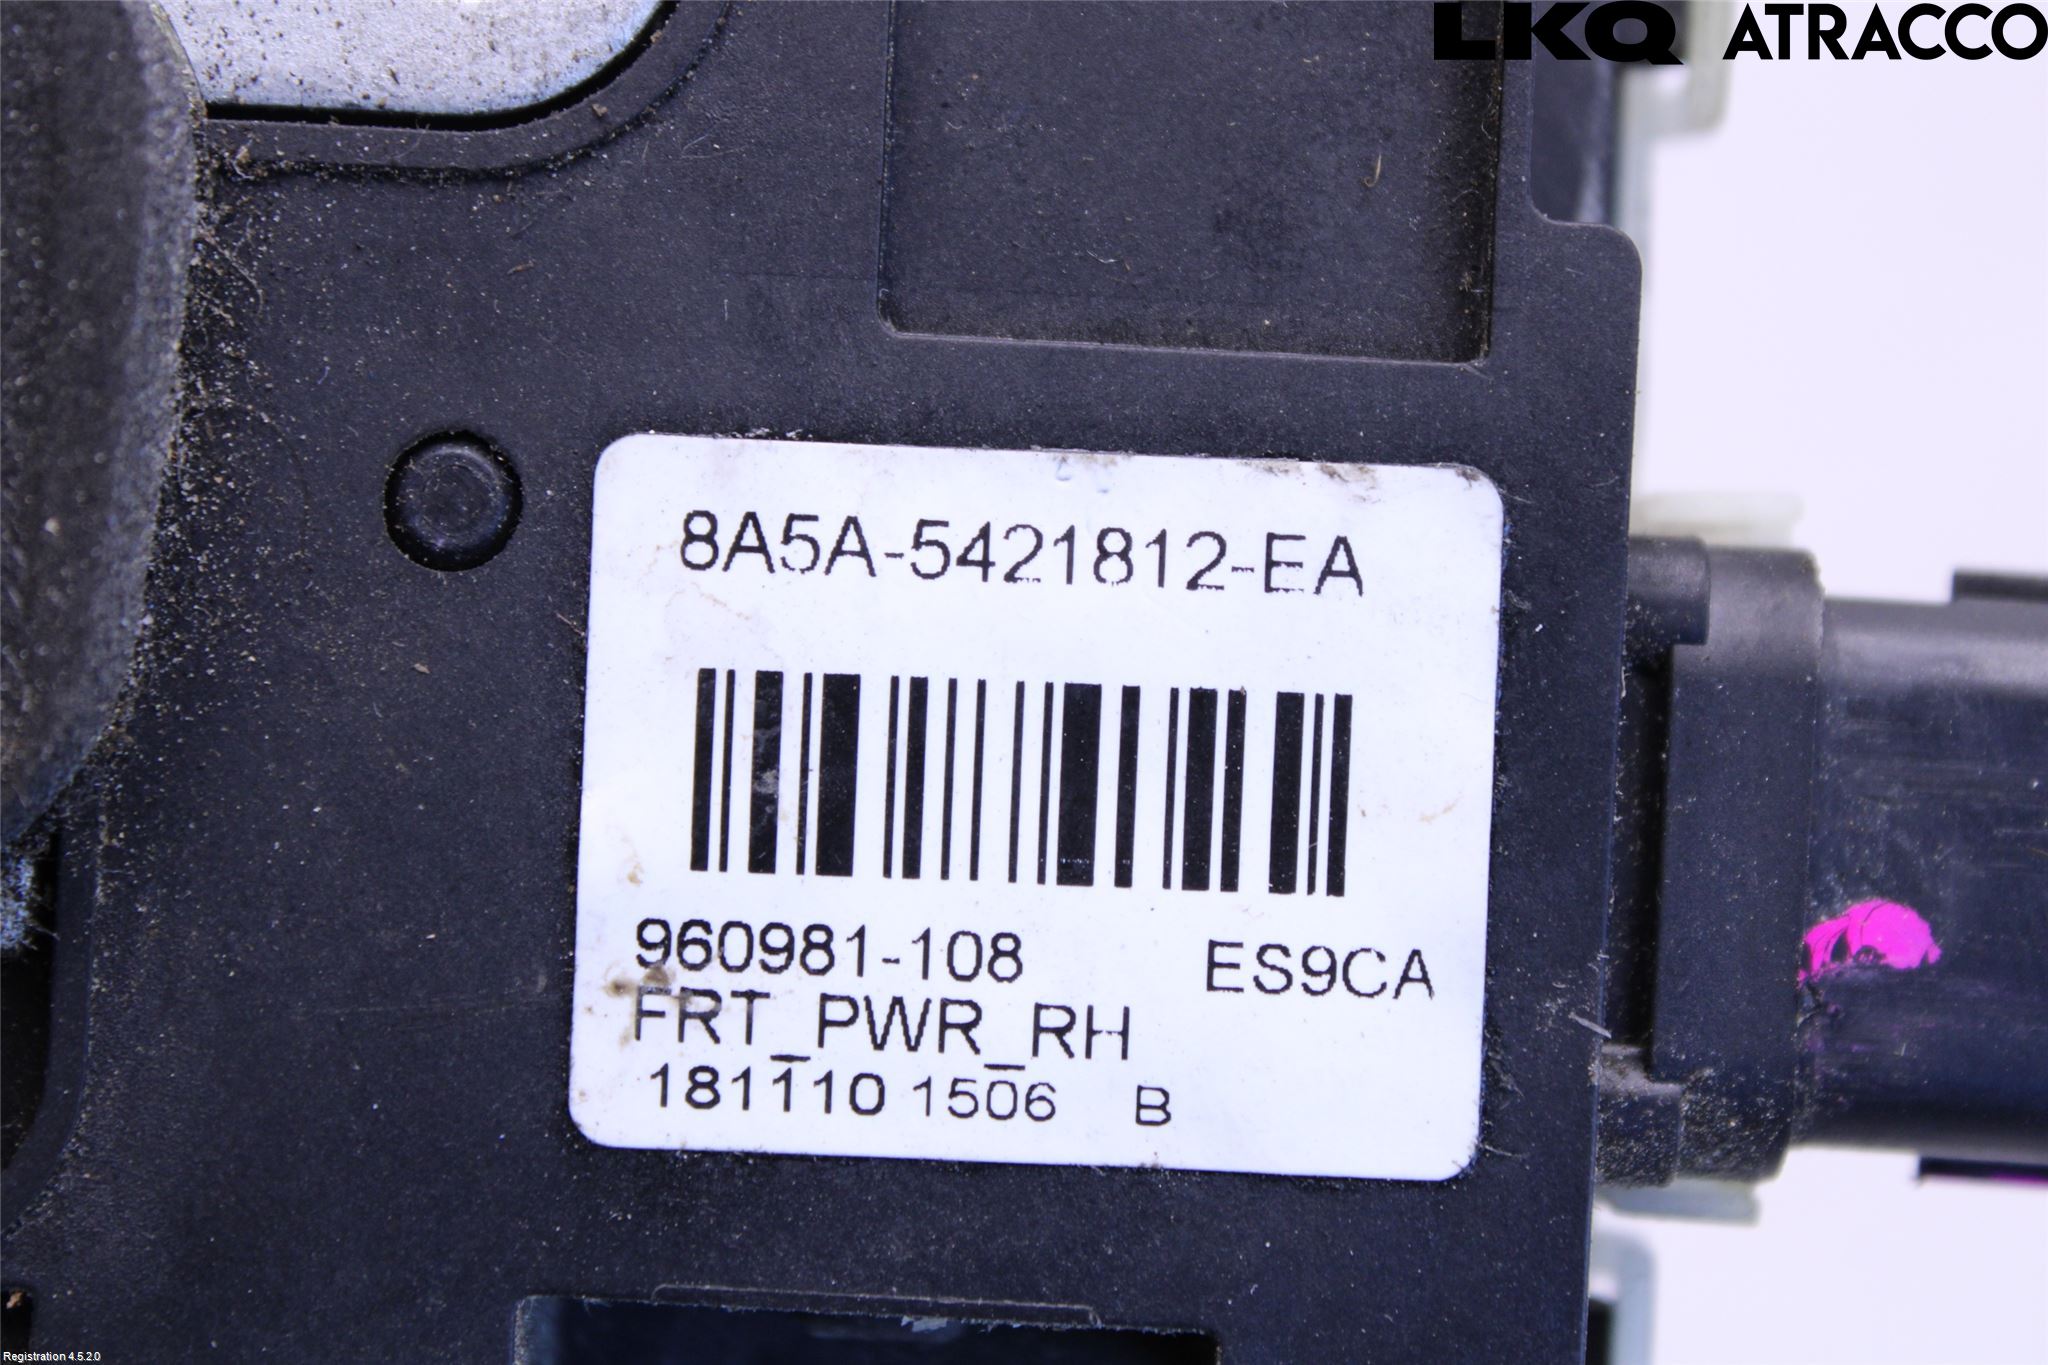 LKQ ATRACCO
8A5A-5421812-EA
960981-108 ES9CA
FRT_PWR_RH
181110 1506 B
Registration 4.5.2.0